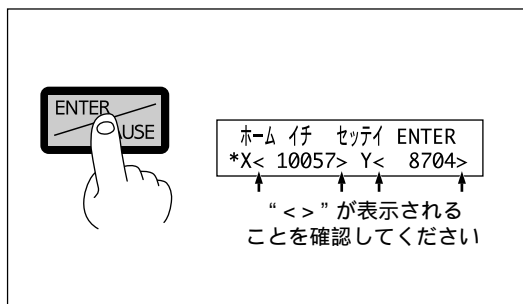 ENTER
USE
ホーム イチ セッテイ ENTER
*X< 10057> Y< 8704>
“ < > ” が表示される
ことを確認してください